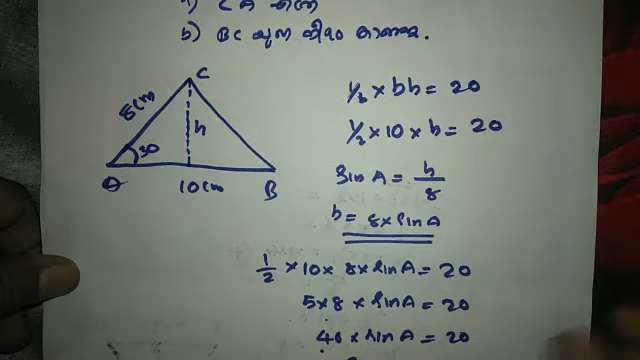 b) BC യുടെ നീളം കാണുക.
C
8cm
h
30
A
10cm
B
1/2 × bh = 20
1/2 × 10 × h = 20
sin A = h/8
h = 8 × sin A
1/2 × 10 × 8 × sin A = 20
5 × 8 × sin A = 20
40 × sin A = 20